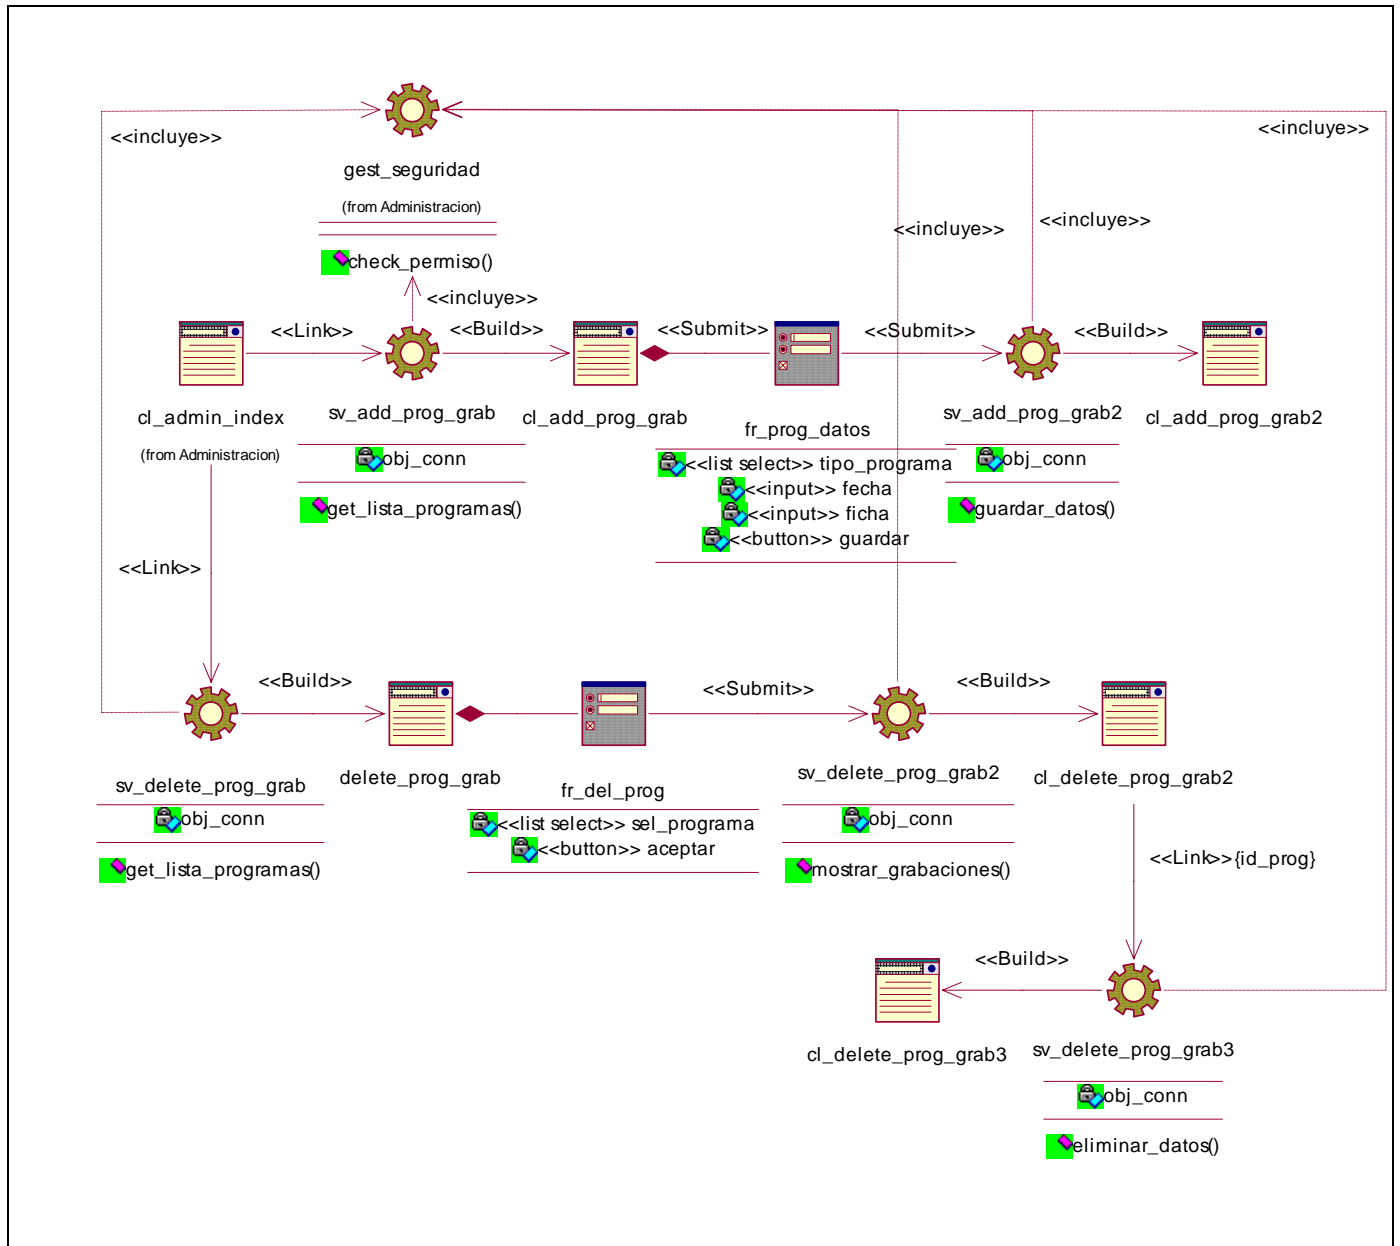 <<incluye>>
<<incluye>>
gest_seguridad
(from Administracion)
<<incluye>>
<<incluye>>
check_permiso()
<<incluye>>
<<Link>>
<<Build>>
<<Submit>>
<<Submit>>
<<Build>>
cl_admin_index
(from Administracion)
sv_add_prog_grab
obj_conn
get_lista_programas()
cl_add_prog_grab
fr_prog_datos
<<list select>> tipo_programa
<<input>> fecha
<<input>> ficha
<<button>> guardar
sv_add_prog_grab2
obj_conn
guardar_datos()
cl_add_prog_grab2
<<Link>>
<<Build>>
<<Submit>>
<<Build>>
sv_delete_prog_grab
obj_conn
get_lista_programas()
delete_prog_grab
fr_del_prog
<<list select>> sel_programa
<<button>> aceptar
sv_delete_prog_grab2
obj_conn
mostrar_grabaciones()
cl_delete_prog_grab2
<<Link>>{id_prog}
<<Build>>
cl_delete_prog_grab3
sv_delete_prog_grab3
obj_conn
eliminar_datos()